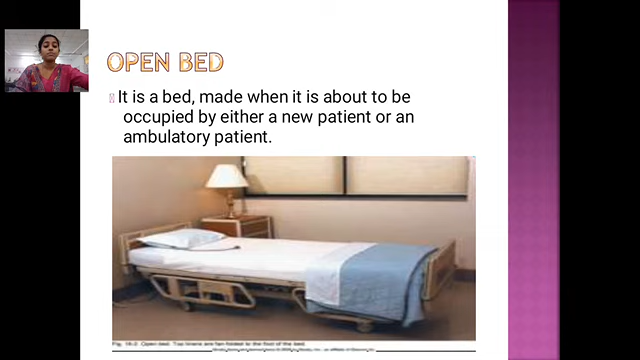 OPEN BED
It is a bed, made when it is about to be
occupied by either a new patient or an
ambulatory patient.
Fig. 16-2 Open bed. Top linens are fan-folded to the foot of the bed.